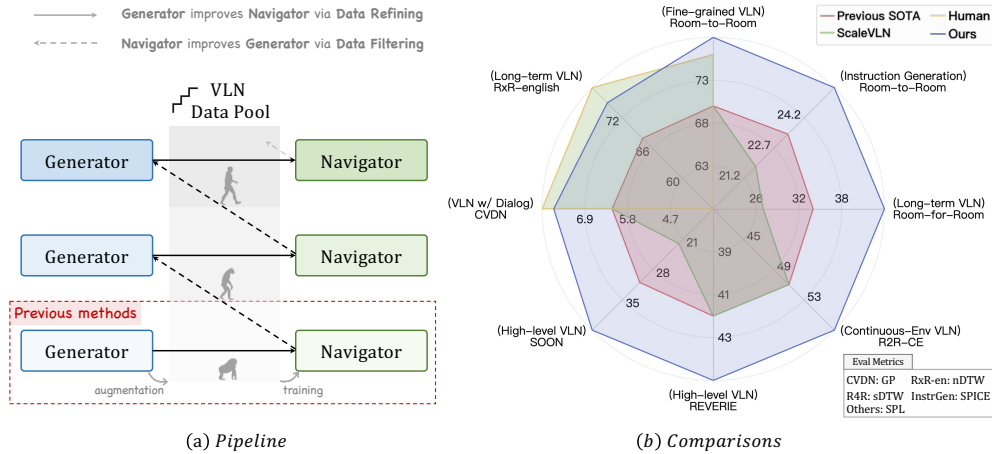 Generator improves Navigator via Data Refining
Navigator improves Generator via Data Filtering
VLN
Data Pool
Generator
Navigator
Generator
Navigator
Previous methods
Generator
Navigator
augmentation
training
(a) Pipeline
Previous SOTA
Human
ScaleVLN
Ours
(Fine-grained VLN)
Room-to-Room
(Instruction Generation)
Room-to-Room
(Long-term VLN)
Room-for-Room
(Continuous-Env VLN)
R2R-CE
(High-level VLN)
REVERIE
(High-level VLN)
SOON
(VLN w/ Dialog)
CVDN
(Long-term VLN)
RxR-english
73
68
63
24.2
22.7
21.2
26
32
38
45
49
53
39
41
43
21
28
35
4.7
5.8
6.9
60
66
72
Eval Metrics
CVDN: GP RxR-en: nDTW
R4R: sDTW InstrGen: SPICE
Others: SPL
(b) Comparisons